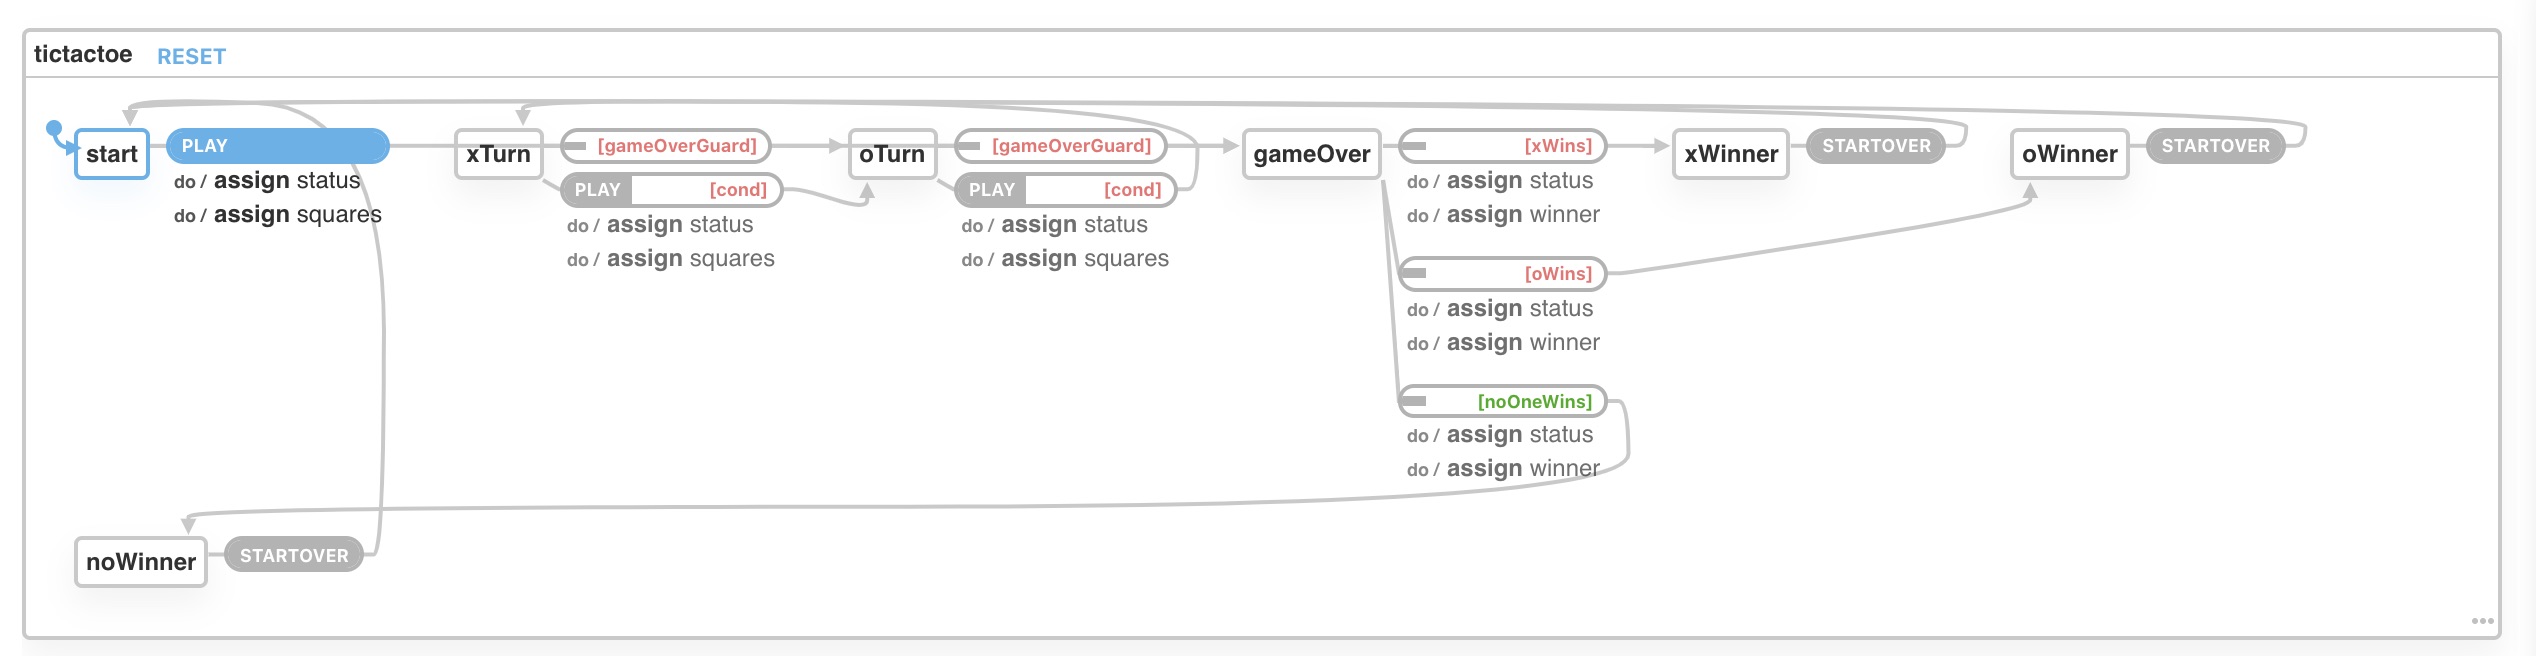 tictactoe RESET
start
PLAY
do / assign status
do / assign squares
xTurn
[gameOverGuard]
PLAY [cond]
do / assign status
do / assign squares
oTurn
[gameOverGuard]
PLAY [cond]
do / assign status
do / assign squares
gameOver
[xWins]
do / assign status
do / assign winner
[oWins]
do / assign status
do / assign winner
[noOneWins]
do / assign status
do / assign winner
xWinner
STARTOVER
oWinner
STARTOVER
noWinner
STARTOVER